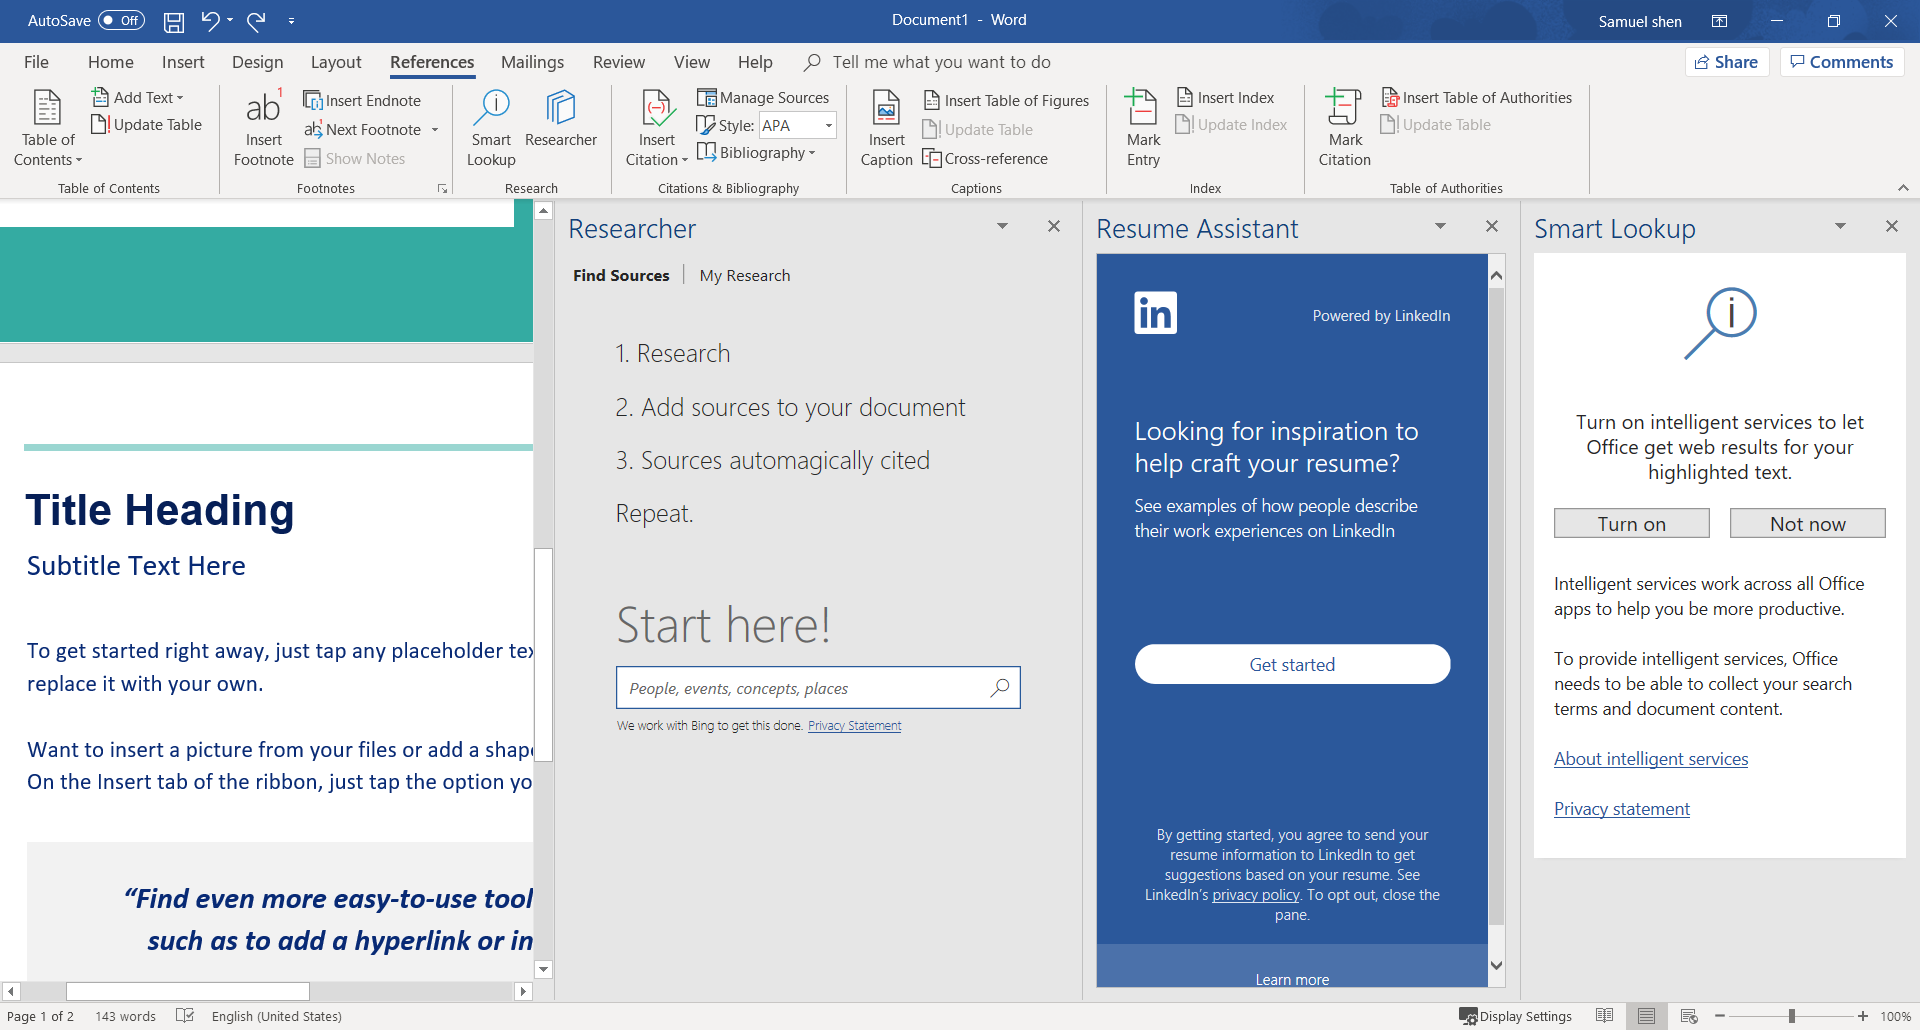 AutoSave Off
Document1 - Word
Samuel shen
File Home Insert Design Layout References Mailings Review View Help Tell me what you want to do
Share Comments
Table of
Contents
Add Text
Update Table
Table of Contents
ab1
Insert
Footnote
Insert Endnote
Next Footnote
Show Notes
Footnotes
Smart
Lookup
Researcher
Research
Insert
Citation
Manage Sources
Style: APA
Bibliography
Citations & Bibliography
Insert
Caption
Insert Table of Figures
Update Table
Cross-reference
Captions
Mark
Entry
Insert Index
Update Index
Index
Mark
Citation
Insert Table of Authorities
Update Table
Table of Authorities
Title Heading
Subtitle Text Here
To get started right away, just tap any placeholder
replace it with your own.
Want to insert a picture from your files or add a
On the Insert tab of the ribbon, just tap the option
“Find even more easy-to-use
such as to add a hyperlink or
Researcher
Find Sources My Research
1. Research
2. Add sources to your document
3. Sources automagically cited
Repeat.
Start here!
People, events, concepts, places
We work with Bing to get this done. Privacy Statement
Resume Assistant
in
Powered by LinkedIn
Looking for inspiration to
help craft your resume?
See examples of how people describe
their work experiences on LinkedIn
Get started
By getting started, you agree to send your
resume information to LinkedIn to get
suggestions based on your resume. See
LinkedIn's privacy policy. To opt out, close the
pane.
Learn more
Smart Lookup
Turn on intelligent services to let
Office get web results for your
highlighted text.
Turn on Not now
Intelligent services work across all Office
apps to help you be more productive.
To provide intelligent services, Office
needs to be able to collect your search
terms and document content.
About intelligent services
Privacy statement
Page 1 of 2 143 words English (United States) Display Settings 100%